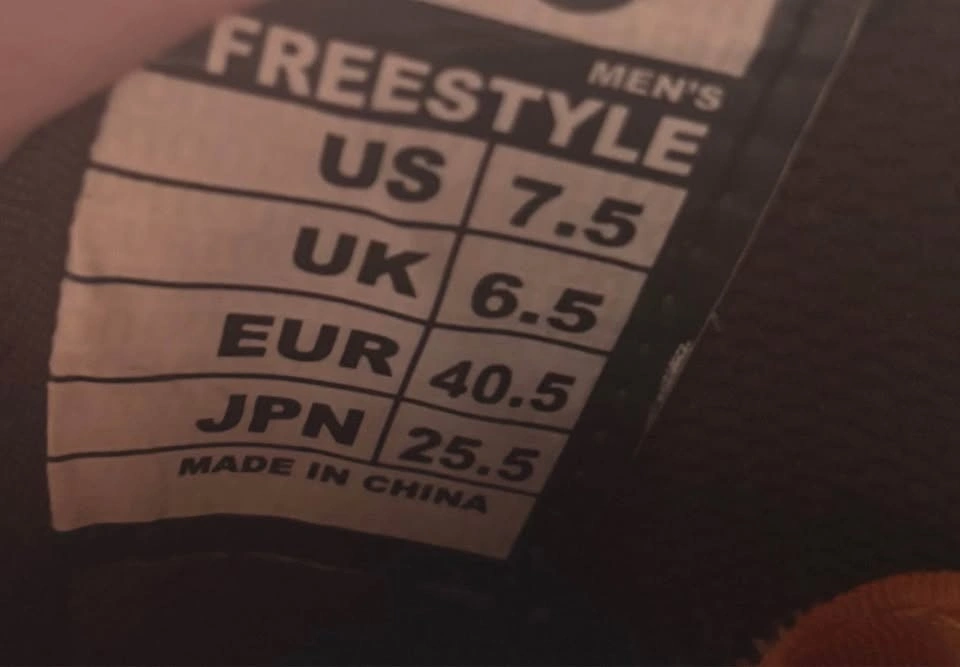 MEN'S
FREESTYLE
US 7.5
UK 6.5
EUR 40.5
JPN 25.5
MADE IN CHINA